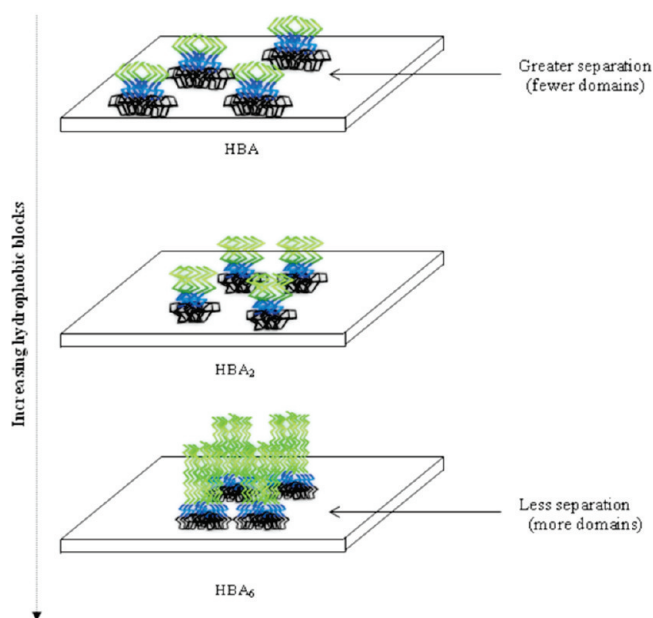 Greater separation
(fewer domains)
HBA
Increasing hydrophobic blocks
HBA₂
Less separation
(more domains)
HBA₆